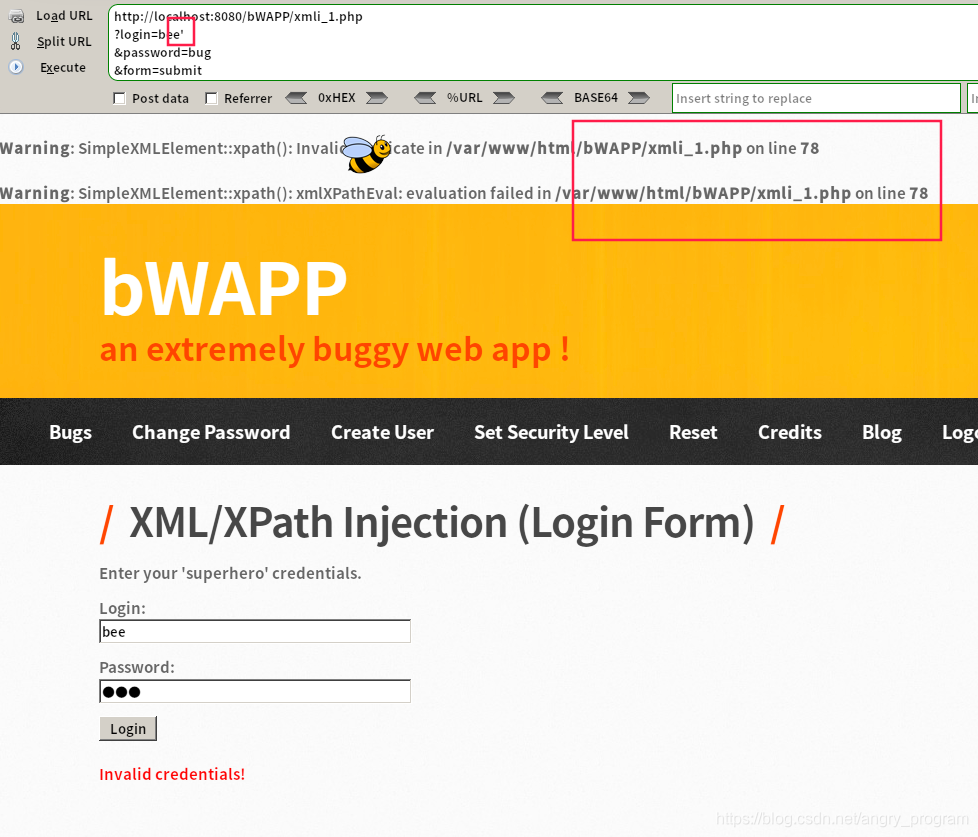 Load URL
http://localhost:8080/bWAPP/xmli_1.php
Split URL
?login=bee'
&password=bug
Execute
&form=submit
Post data Referrer 0xHEX %URL BASE64 Insert string to replace
Warning: SimpleXMLElement::xpath(): Invalid cate in /var/www/html/bWAPP/xmli_1.php on line 78
Warning: SimpleXMLElement::xpath(): xmlXPathEval: evaluation failed in /var/www/html/bWAPP/xmli_1.php on line 78
bWAPP
an extremely buggy web app !
Bugs Change Password Create User Set Security Level Reset Credits Blog
/ XML/XPath Injection (Login Form) /
Enter your 'superhero' credentials.
Login:
bee
Password:
Login
Invalid credentials!
https://blog.csdn.net/angry_program